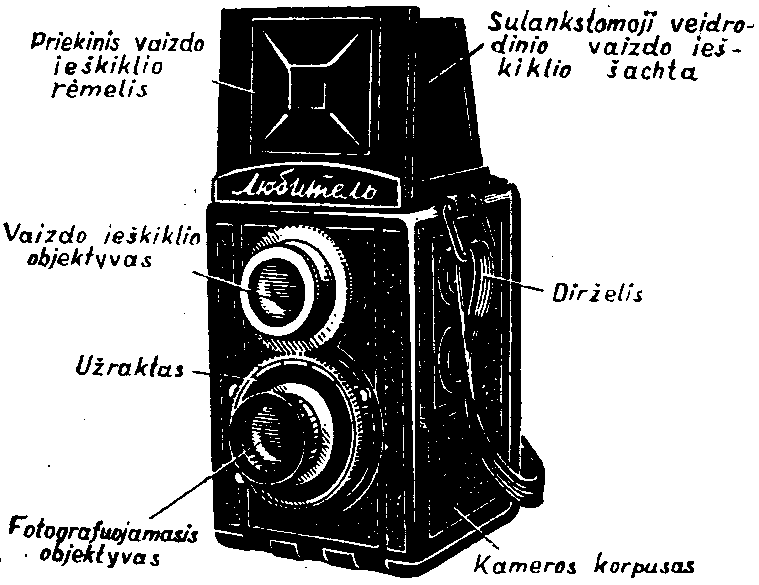 Priekinis vaizdo
ieškiklio
rėmelis
Sulankstomoji veidro-
dinio vaizdo ieš-
kiklio šachta
Любитель
Vaizdo ieškiklio
objektyvas
Dirželis
Užraktas
Fotografuojamasis
objektyvas
Kameros korpusas